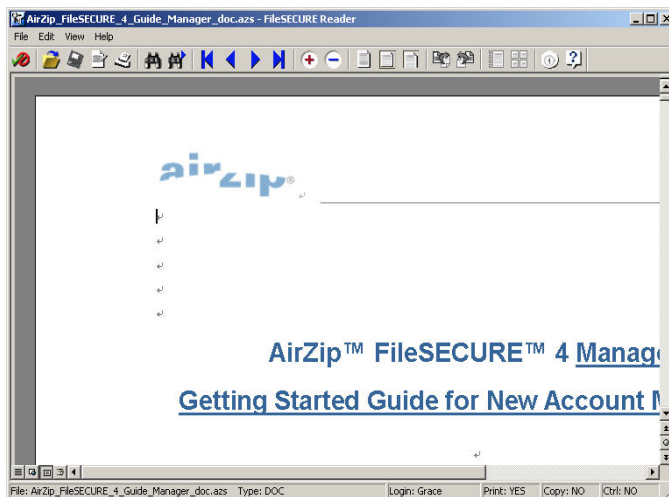 AirZip_FileSECURE_4_Guide_Manager_doc.azs - FileSECURE Reader
File Edit View Help
airzip®
AirZip™ FileSECURE™ 4 Manage
Getting Started Guide for New Account M
File: AirZip_FileSECURE_4_Guide_Manager_doc.azs Type: DOC Login: Grace Print: YES Copy: NO Ctrl: NO